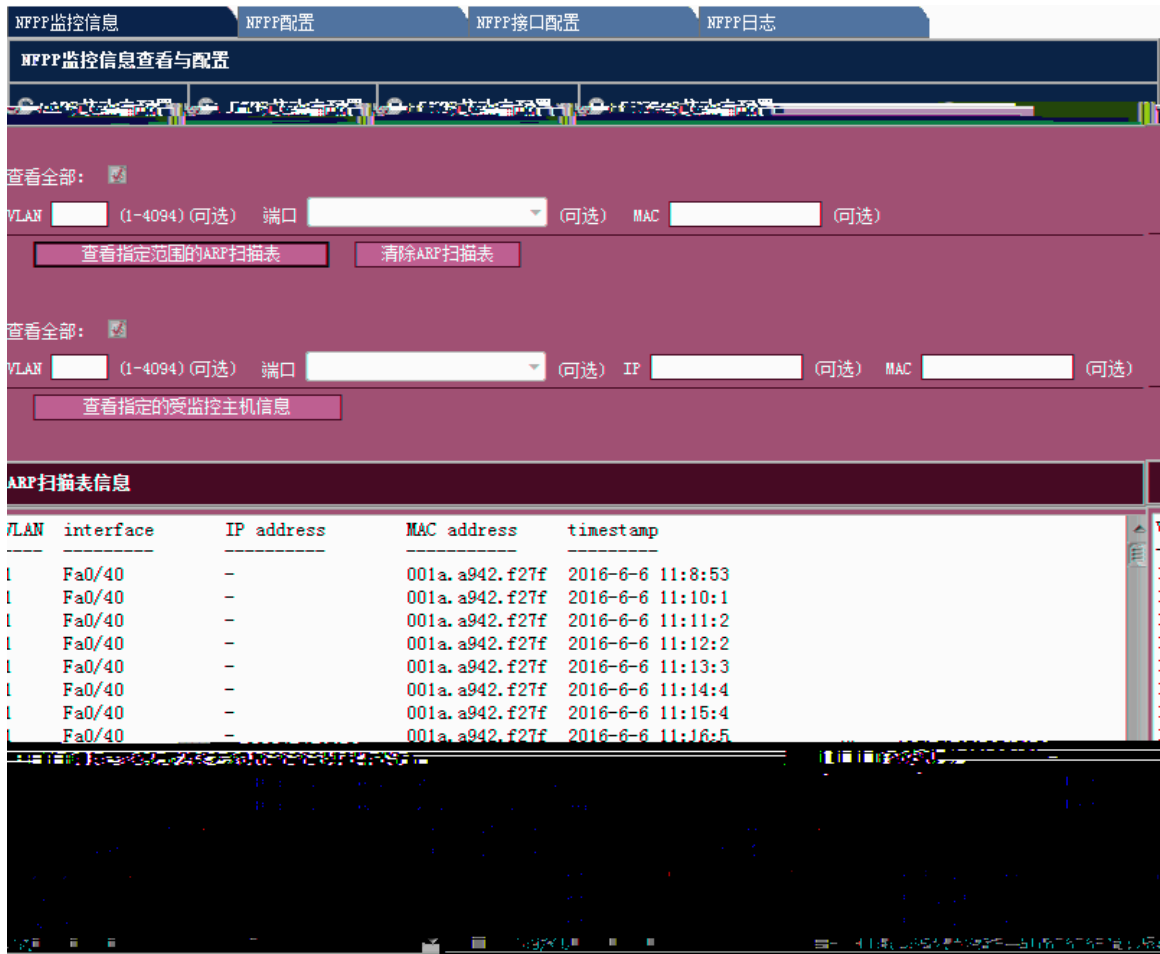 NFPP监控信息 NFPP配置 NFPP接口配置 NFPP日志
NFPP监控信息查看与配置
查看全部：
VLAN (1-4094)(可选) 端口 (可选) MAC (可选)
查看指定范围的ARP扫描表 清除ARP扫描表
查看全部：
VLAN (1-4094)(可选) 端口 (可选) IP (可选) MAC (可选)
查看指定的受监控主机信息
ARP扫描表信息
VLAN interface IP address MAC address timestamp
---- --------- ---------- ----------- ---------
1 Fa0/40 - 001a.a942.f27f 2016-6-6 11:8:53
1 Fa0/40 - 001a.a942.f27f 2016-6-6 11:10:1
1 Fa0/40 - 001a.a942.f27f 2016-6-6 11:11:2
1 Fa0/40 - 001a.a942.f27f 2016-6-6 11:12:2
1 Fa0/40 - 001a.a942.f27f 2016-6-6 11:13:3
1 Fa0/40 - 001a.a942.f27f 2016-6-6 11:14:4
1 Fa0/40 - 001a.a942.f27f 2016-6-6 11:15:4
1 Fa0/40 - 001a.a942.f27f 2016-6-6 11:16:5